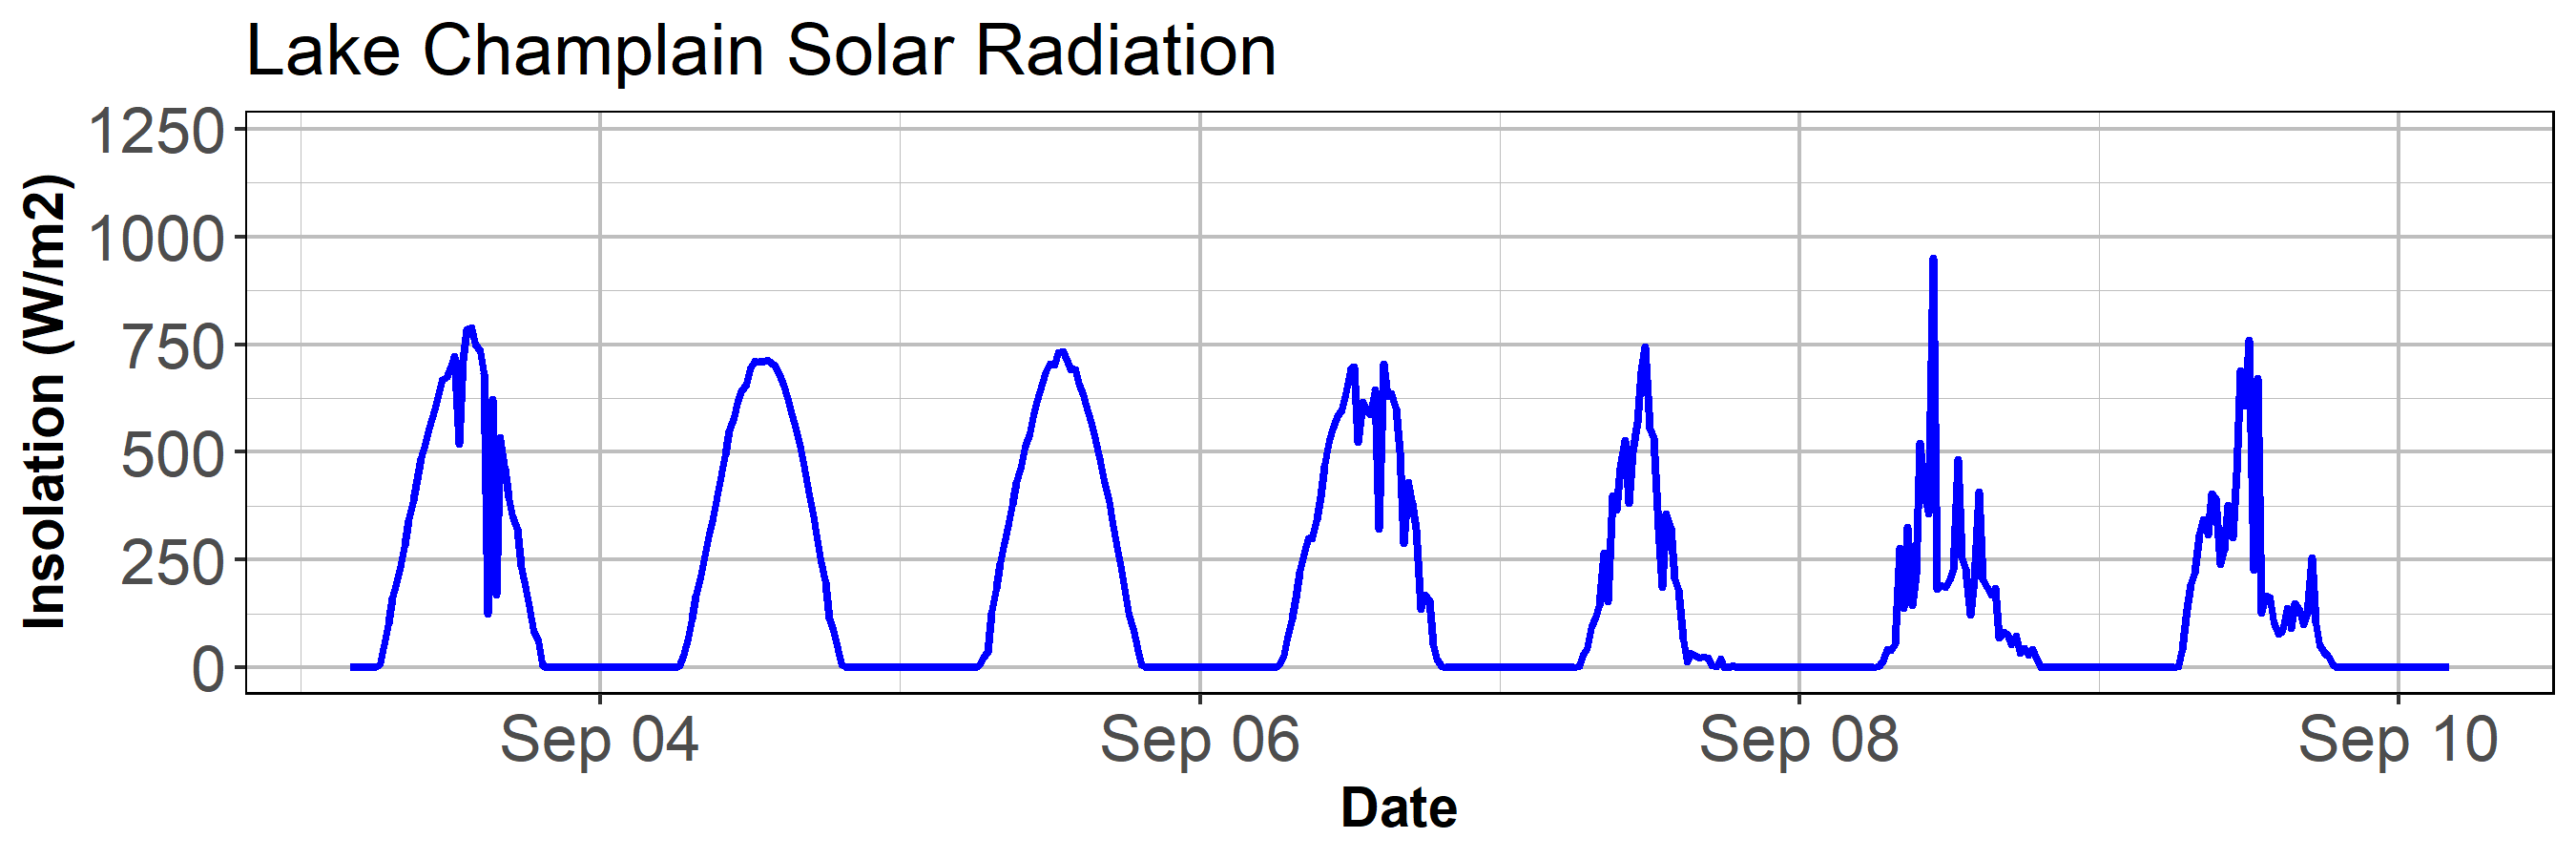 Lake Champlain Solar Radiation
Insolation (W/m2)
1250
1000
750
500
250
0
Sep 04 Sep 06 Sep 08 Sep 10
Date